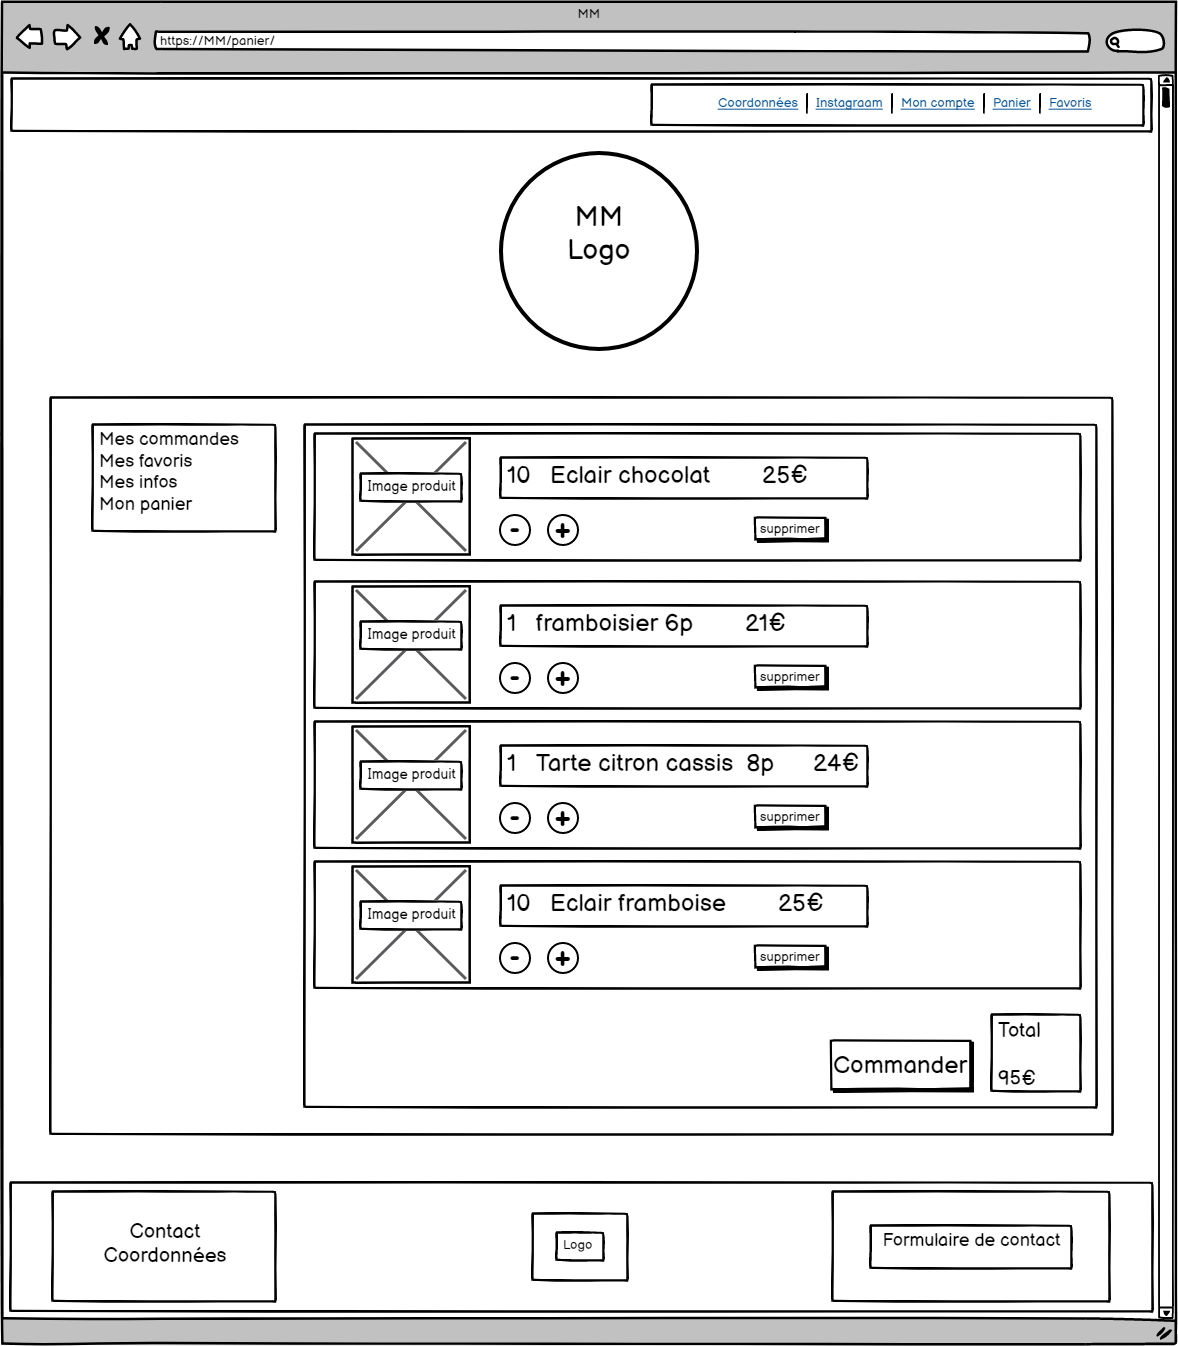 MM
https://MM/panier/
Coordonnées
Instagraam
Mon compte
Panier
Favoris
MM
Logo
Mes commandes
Mes favoris
Mes infos
Mon panier
Image produit
10 Eclair chocolat 25€
- +
supprimer
Image produit
1 framboisier 6p 21€
- +
supprimer
Image produit
1 Tarte citron cassis 8p 24€
- +
supprimer
Image produit
10 Eclair framboise 25€
- +
supprimer
Commander
Total
95€
Contact
Coordonnées
Logo
Formulaire de contact